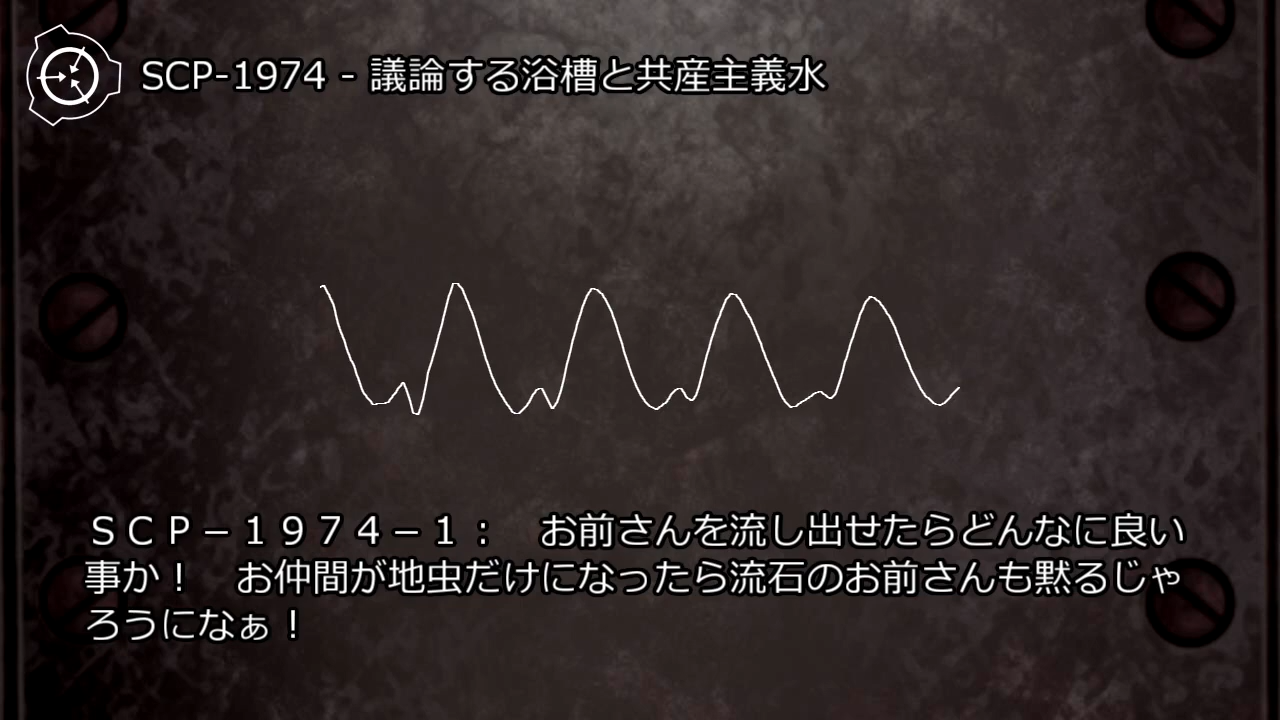 SCP-1974 - 議論する浴槽と共産主義水
ＳＣＰ－１９７４－１：　お前さんを流し出せたらどんなに良い
事か！　お仲間が地虫だけになったら流石のお前さんも黙るじゃ
ろうになぁ！